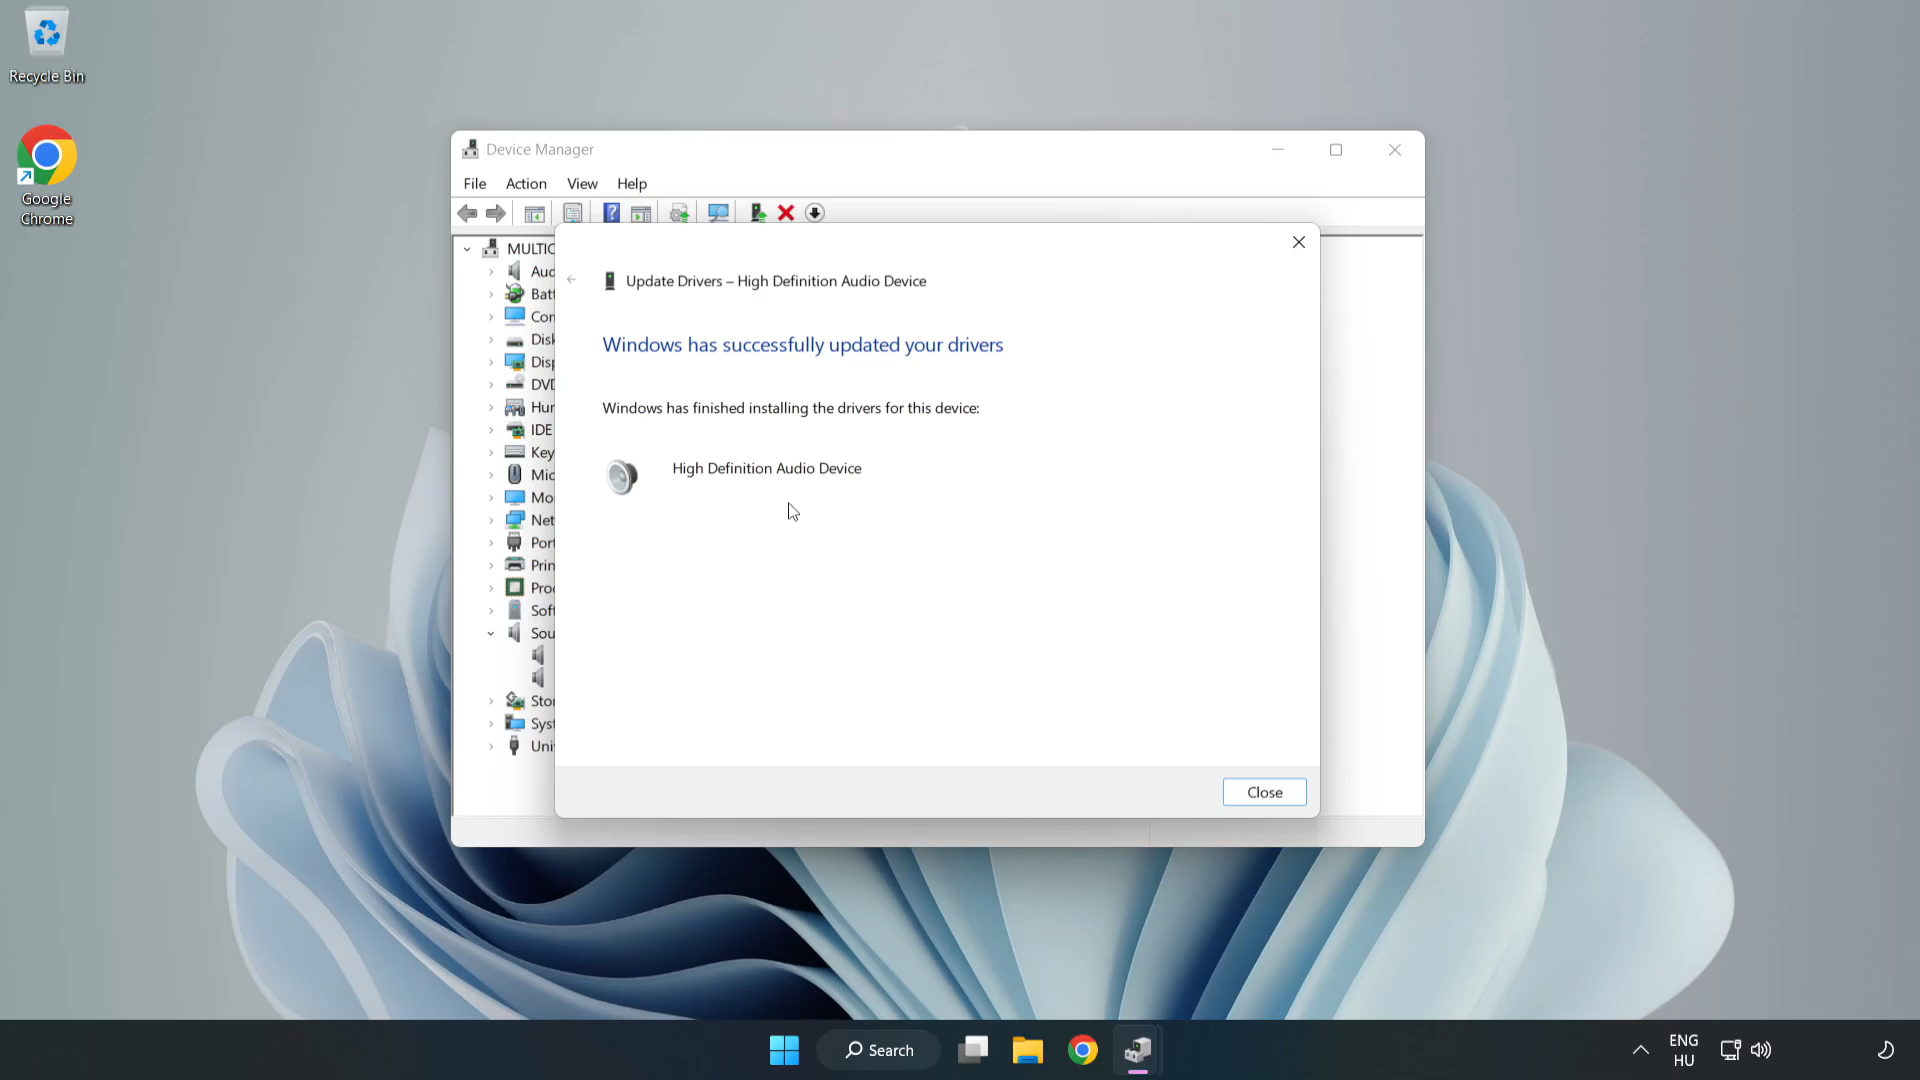 Recycle Bin
Google
Chrome
Device Manager
File Action View Help
Update Drivers – High Definition Audio Device
Windows has successfully updated your drivers
Windows has finished installing the drivers for this device:
High Definition Audio Device
Close
MULTIC
Aud
Batt
Con
Disk
Disp
DVD
Hur
IDE
Key
Mic
Mor
Net
Port
Prin
Proc
Soft
Sou
Stor
Syst
Univ
Search
ENG
HU